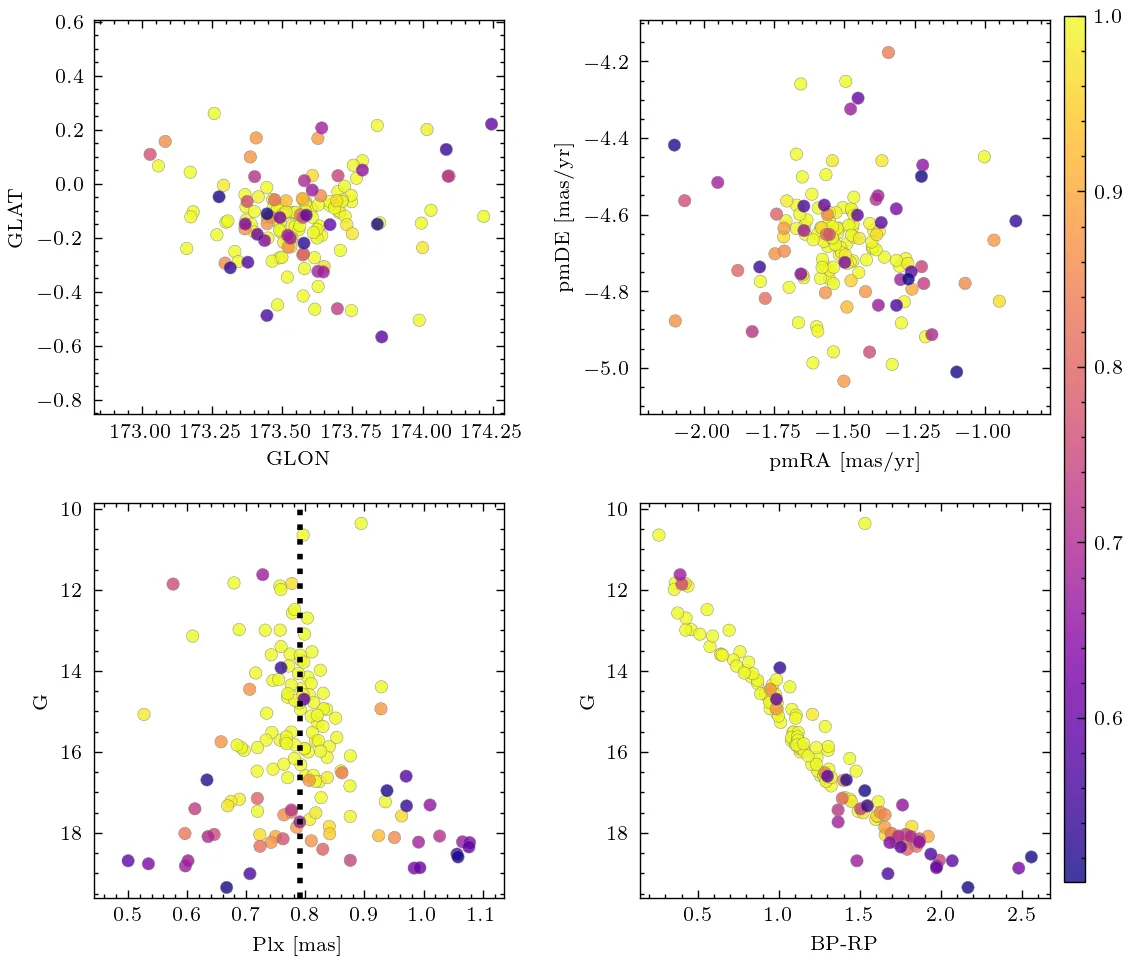 0.6
0.4
0.2
0.0
−0.2
−0.4
−0.6
−0.8
GLAT
173.00 173.25 173.50 173.75 174.00 174.25
GLON
−4.2
−4.4
−4.6
−4.8
−5.0
pmDE [mas/yr]
−2.00 −1.75 −1.50 −1.25 −1.00
pmRA [mas/yr]
10
12
14
16
18
G
0.5 0.6 0.7 0.8 0.9 1.0 1.1
Plx [mas]
10
12
14
16
18
G
0.5 1.0 1.5 2.0 2.5
BP-RP
1.0
0.9
0.8
0.7
0.6